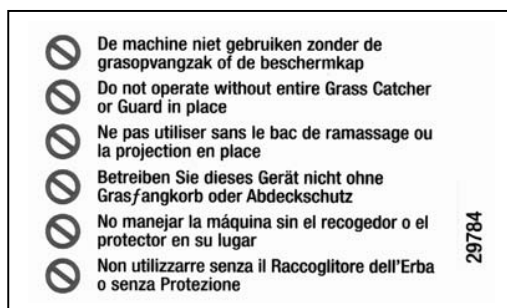 De machine niet gebruiken zonder de
grasopvangzak of de beschermkap
Do not operate without entire Grass Catcher
or Guard in place
Ne pas utiliser sans le bac de ramassage ou
la projection en place
Betreiben Sie dieses Gerät nicht ohne
Grasƒangkorb oder Abdeckschutz
No manejar la máquina sin el recogedor o el
protector en su lugar
Non utilizzarre senza il Raccoglitore dell'Erba
o senza Protezione
29784